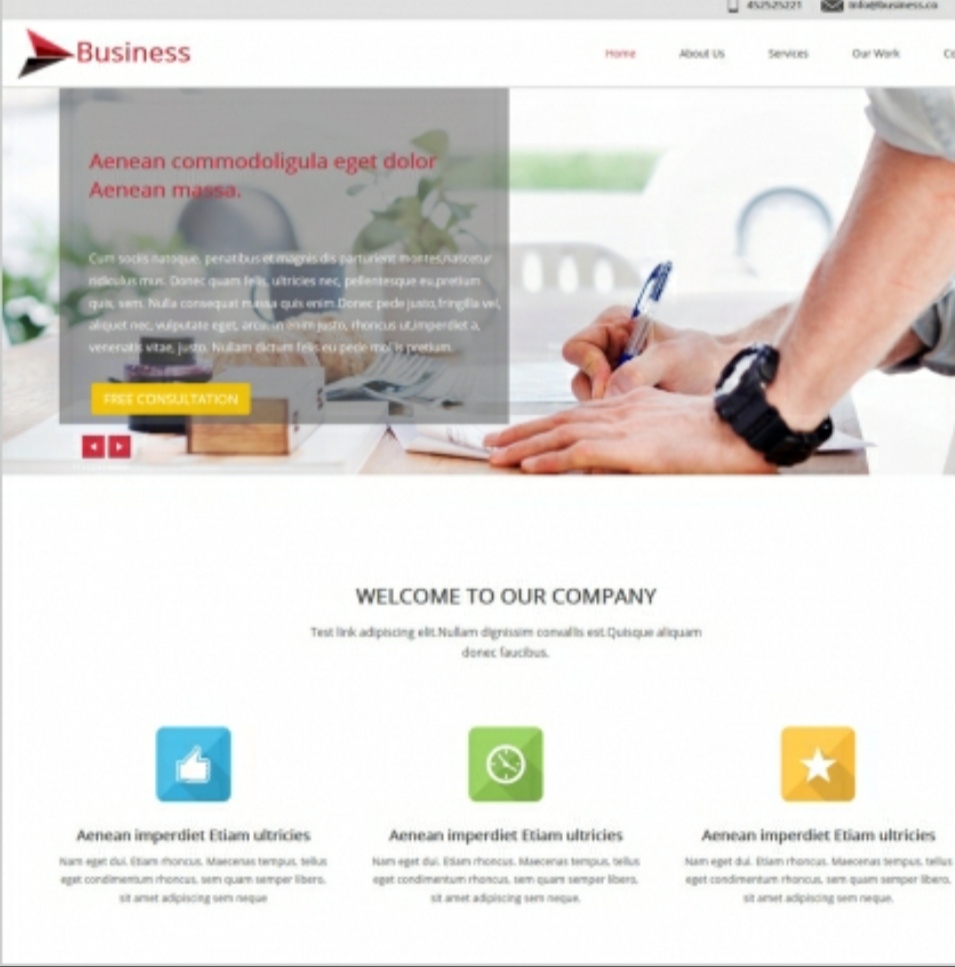 452525221 info@business.co
Business
Home About Us Services Our Work
Aenean commodoligula eget dolor
Aenean massa.
Cum sociis natoque, penatibus et magnis dis parturient montes,nascetur
ridiculus mus. Donec quam felis, ultricies nec, pellentesque eu,pretium
quis, sem. Nulla consequat massa quis enim.Donec pede justo,fringilla vel,
aliquet nec, vulputate eget, arcu. In enim justo, rhoncus ut,imperdiet a,
venenatis vitae, justo. Nullam dictum felis eu pede mollis pretium.
FREE CONSULTATION
WELCOME TO OUR COMPANY
Test link adipiscing elit.Nullam dignissim convallis est.Quisque aliquam
donec faucibus.
Aenean imperdiet Etiam ultricies
Nam eget dui. Etiam rhoncus. Maecenas tempus, tellus
eget condimentum rhoncus, sem quam semper libero,
sit amet adipiscing sem neque
Aenean imperdiet Etiam ultricies
Nam eget dui. Etiam rhoncus. Maecenas tempus, tellus
eget condimentum rhoncus, sem quam semper libero,
sit amet adipiscing sem neque.
Aenean imperdiet Etiam ultricies
Nam eget dui. Etiam rhoncus. Maecenas tempus, tellus
eget condimentum rhoncus, sem quam semper libero,
sit amet adipiscing sem neque.